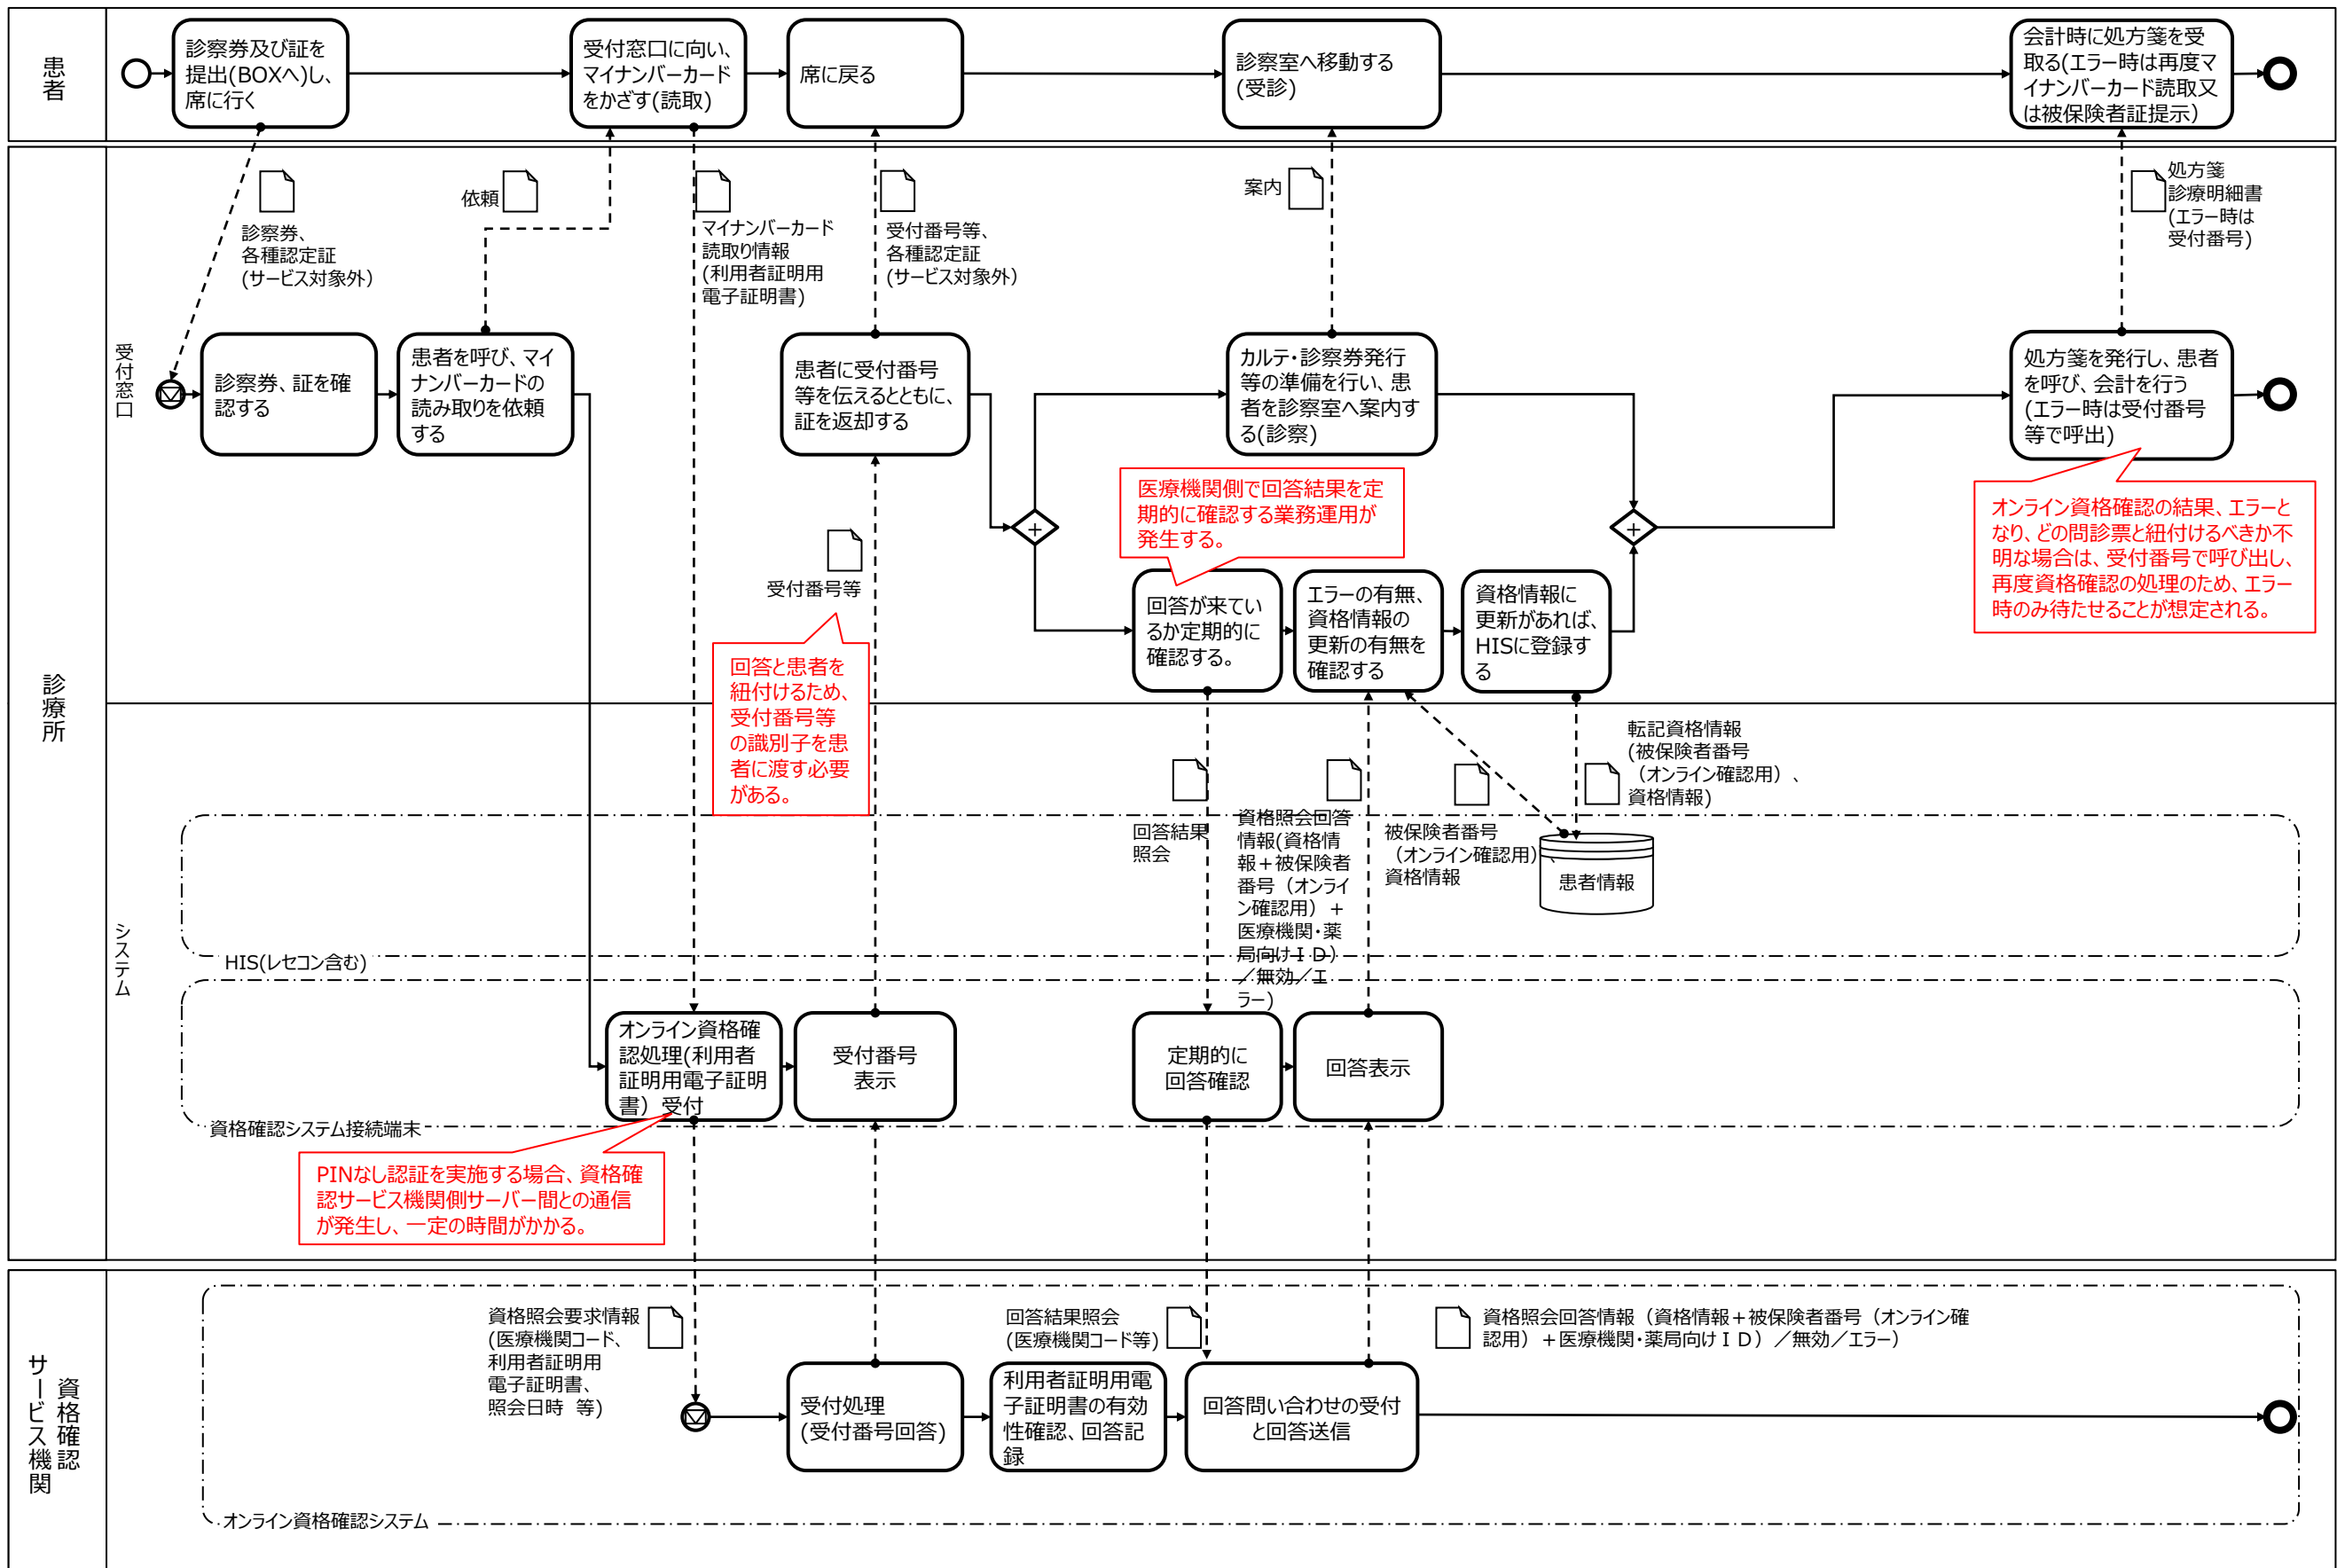 患者
診察券及び証を
提出(BOXへ)し、
席に行く
受付窓口に向い、
マイナンバーカード
をかざす(読取)
席に戻る
診察室へ移動する
(受診)
会計時に処方箋を受
取る(エラー時は再度マ
イナンバーカード読取又
は被保険者証提示)
診療所
受付窓口
診察券、
各種認定証
(サービス対象外)
依頼
マイナンバーカード
読取り情報
(利用者証明用
電子証明書)
受付番号等、
各種認定証
(サービス対象外)
案内
処方箋
診療明細書
(エラー時は
受付番号)
診察券、証を確
認する
患者を呼び、マイ
ナンバーカードの
読み取りを依頼
する
患者に受付番号
等を伝えるとともに、
証を返却する
カルテ・診察券発行
等の準備を行い、患
者を診察室へ案内す
る(診察)
処方箋を発行し、患者
を呼び、会計を行う
(エラー時は受付番号
等で呼出)
医療機関側で回答結果を定
期的に確認する業務運用が
発生する。
オンライン資格確認の結果、エラーと
なり、どの問診票と紐付けるべきか不
明な場合は、受付番号で呼び出し、
再度資格確認の処理のため、エラー
時のみ待たせることが想定される。
+
+
受付番号等
回答と患者を
紐付けるため、
受付番号等
の識別子を患
者に渡す必要
がある。
回答が来てい
るか定期的に
確認する。
エラーの有無、
資格情報の
更新の有無を
確認する
資格情報に
更新があれば、
HISに登録す
る
システム
転記資格情報
(被保険者番号
（オンライン確認用）、
資格情報)
回答結果
照会
資格照会回答
情報(資格情
報＋被保険者
番号（オンライ
ン確認用）＋
医療機関・薬
局向けＩＤ）
／無効／エ
ラー)
被保険者番号
（オンライン確認用）、
資格情報
患者情報
HIS(レセコン含む)
オンライン資格確
認処理(利用者
証明用電子証明
書）受付
受付番号
表示
定期的に
回答確認
回答表示
資格確認システム接続端末
PINなし認証を実施する場合、資格確
認サービス機関側サーバー間との通信
が発生し、一定の時間がかかる。
資格確認
サービス機関
資格照会要求情報
(医療機関コード、
利用者証明用
電子証明書、
照会日時 等)
回答結果照会
(医療機関コード等)
資格照会回答情報（資格情報＋被保険者番号（オンライン確
認用）＋医療機関・薬局向けＩＤ）／無効／エラー)
受付処理
(受付番号回答)
利用者証明用電
子証明書の有効
性確認、回答記
録
回答問い合わせの受付
と回答送信
オンライン資格確認システム